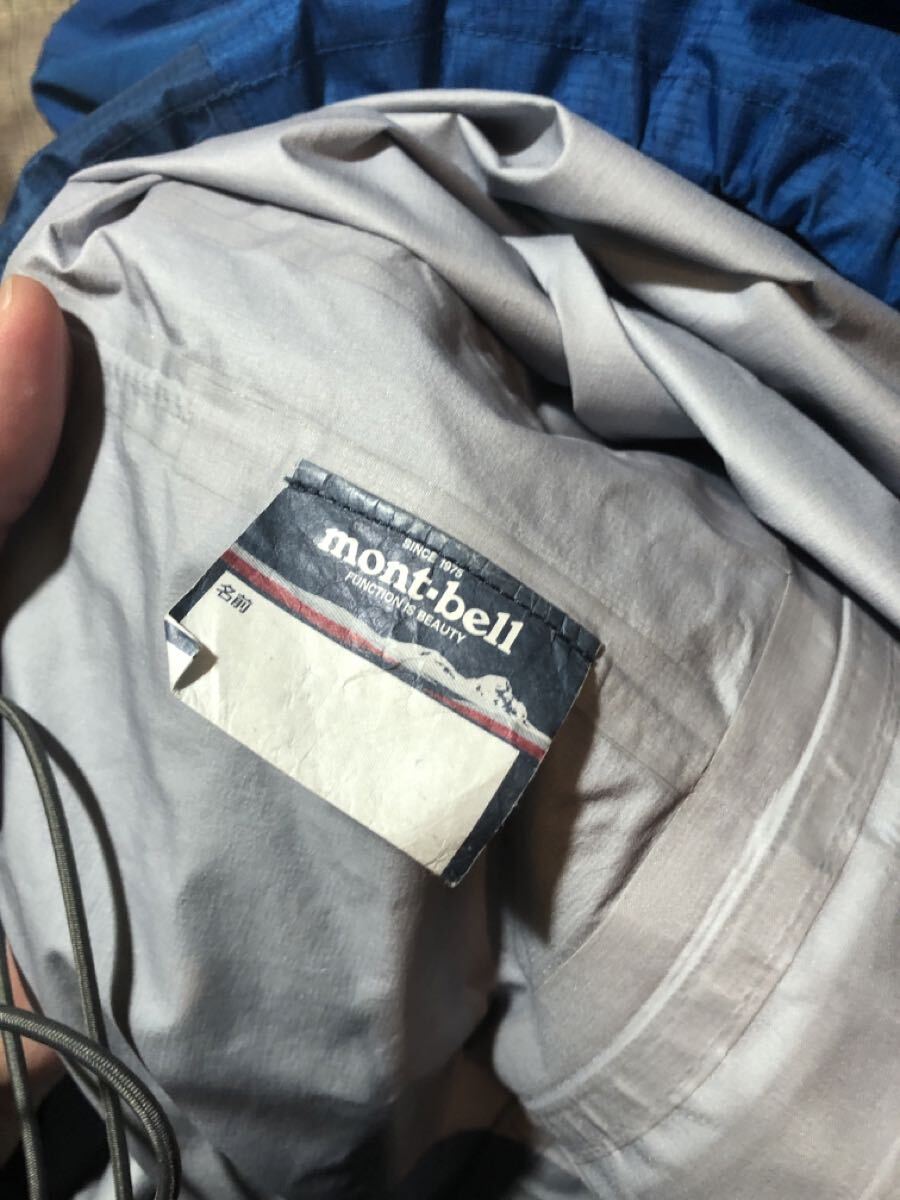 SINCE 1975
mont-bell
FUNCTION IS BEAUTY
名前